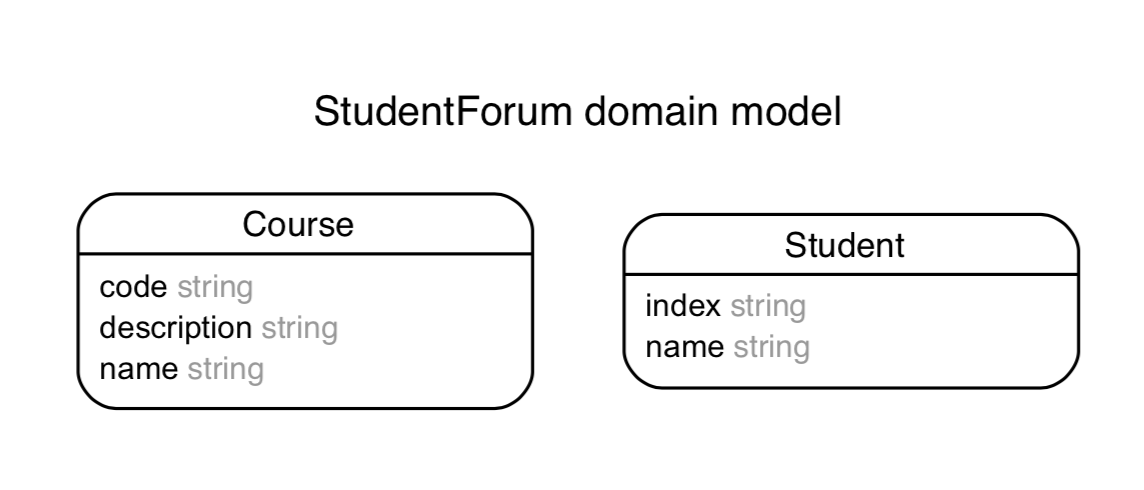 StudentForum domain model
Course
code string
description string
name string
Student
index string
name string